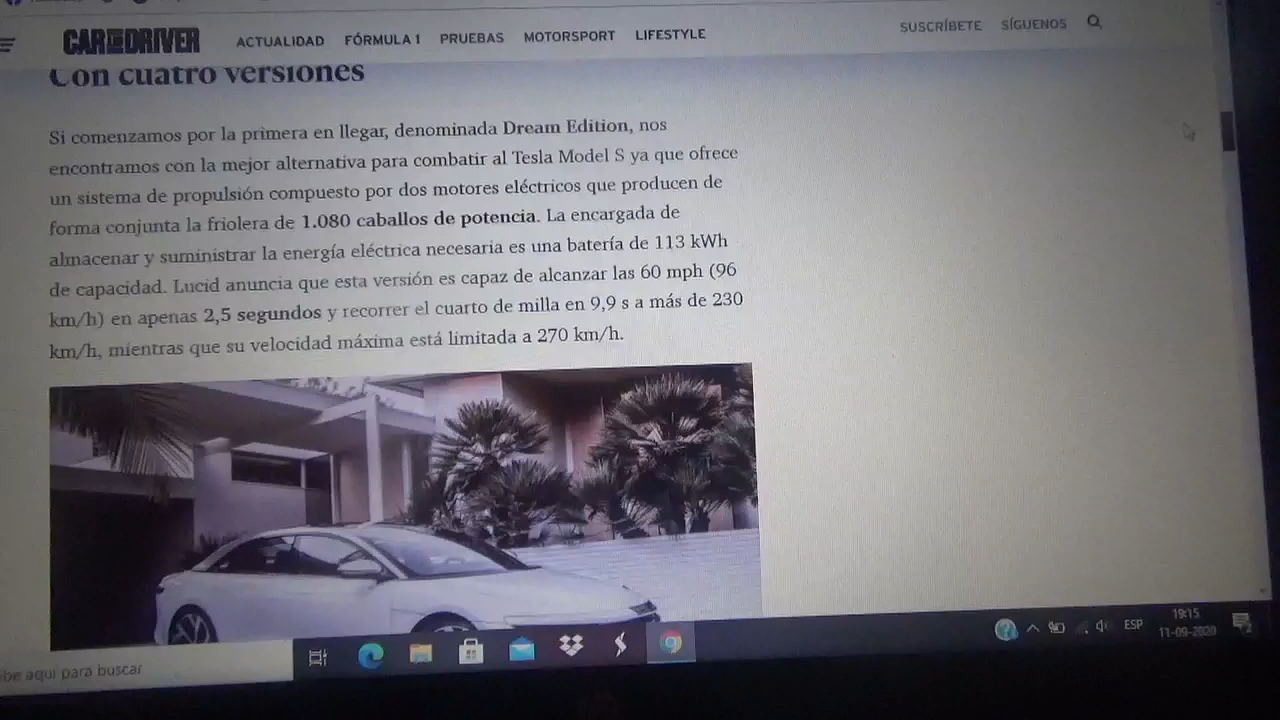 CAR AND DRIVER
ACTUALIDAD FÓRMULA 1 PRUEBAS MOTORSPORT LIFESTYLE SUSCRÍBETE SÍGUENOS
Con cuatro versiones
Si comenzamos por la primera en llegar, denominada Dream Edition, nos
encontramos con la mejor alternativa para combatir al Tesla Model S ya que ofrece
un sistema de propulsión compuesto por dos motores eléctricos que producen de
forma conjunta la friolera de 1.080 caballos de potencia. La encargada de
almacenar y suministrar la energía eléctrica necesaria es una batería de 113 kWh
de capacidad. Lucid anuncia que esta versión es capaz de alcanzar las 60 mph (96
km/h) en apenas 2,5 segundos y recorrer el cuarto de milla en 9,9 s a más de 230
km/h, mientras que su velocidad máxima está limitada a 270 km/h.
be aquí para buscar
ESP
19:15
11-09-2020